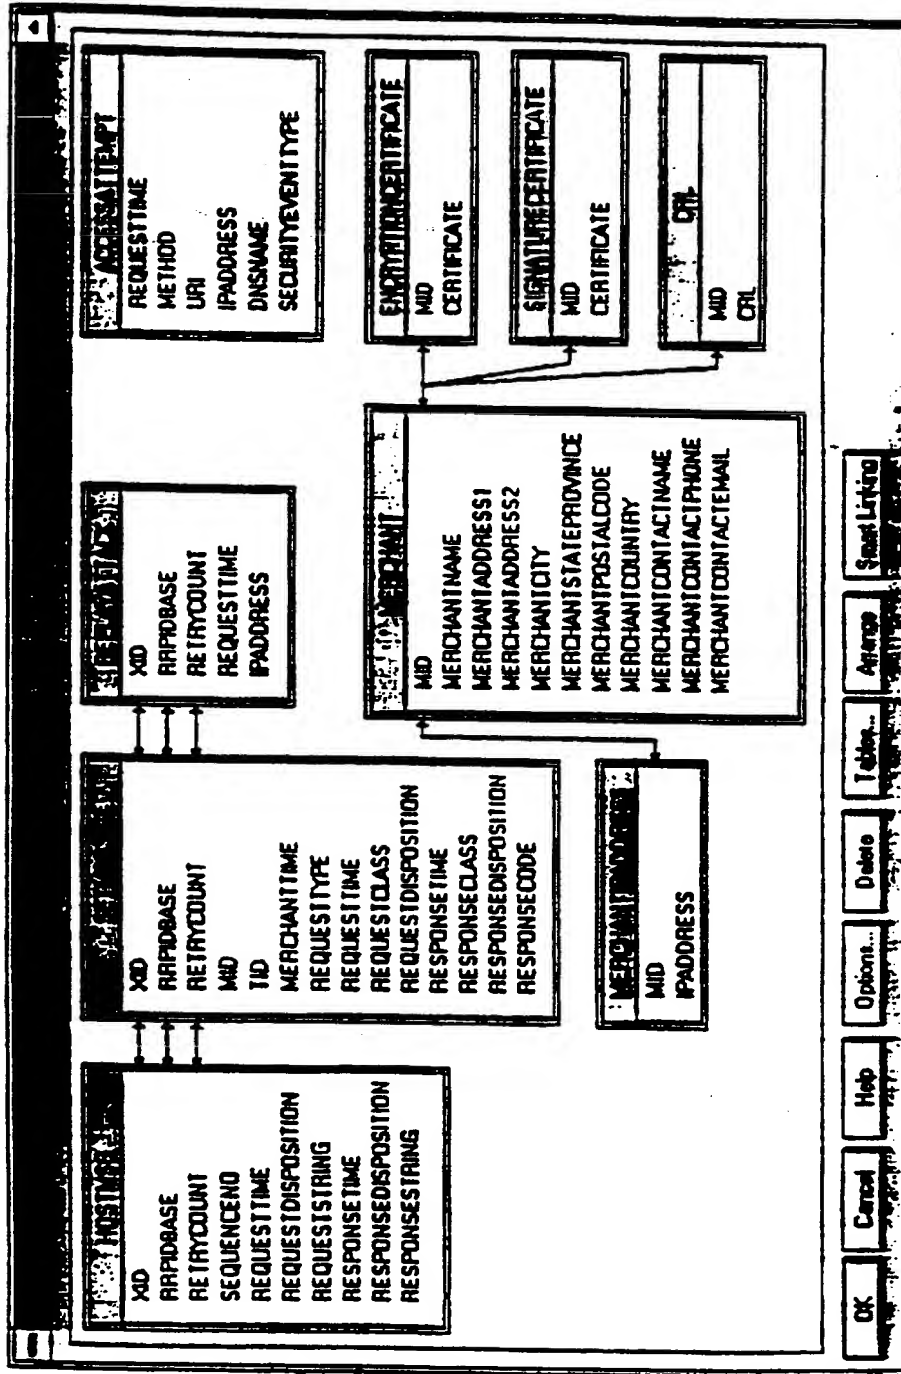 HOSTMSG
XID
RRPIDBASE
RETRYCOUNT
SEQUENCENO
REQUESTTIME
REQUESTDISPOSITION
REQUESTSTRING
RESPONSETIME
RESPONSEDISPOSITION
RESPONSESTRING
XID
RRPIDBASE
RETRYCOUNT
MID
TID
MERCHANTTIME
REQUESTTYPE
REQUESTTIME
REQUESTCLASS
REQUESTDISPOSITION
RESPONSETIME
RESPONSECLASS
RESPONSEDISPOSITION
RESPONSECODE
XID
RRPIDBASE
RETRYCOUNT
REQUESTTIME
IPADDRESS
ACCESSATTEMPT
REQUESTTIME
METHOD
URI
IPADDRESS
DNSNAME
SECURITYEVENTTYPE
MID
IPADDRESS
MERCHANT
MID
MERCHANTNAME
MERCHANTADDRESS1
MERCHANTADDRESS2
MERCHANTCITY
MERCHANTSTATEPROVINCE
MERCHANTPOSTALCODE
MERCHANTCOUNTRY
MERCHANTCONTACTNAME
MERCHANTCONTACTPHONE
MERCHANTCONTACTEMAIL
ENCRYPTIONCERTIFICATE
MID
CERTIFICATE
SIGNATURECERTIFICATE
MID
CERTIFICATE
CRL
MID
CRL
OK
Cancel
Help
Options...
Delete
Tables...
Arrange
Smart Linking